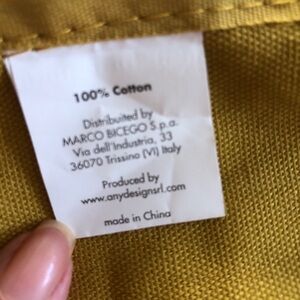 100% Cotton
Distribuited by
MARCO BICEGO S.p.a.
Via dell'Industria, 33
36070 Trissino (VI) Italy
Produced by
www.anydesignsrl.com
made in China